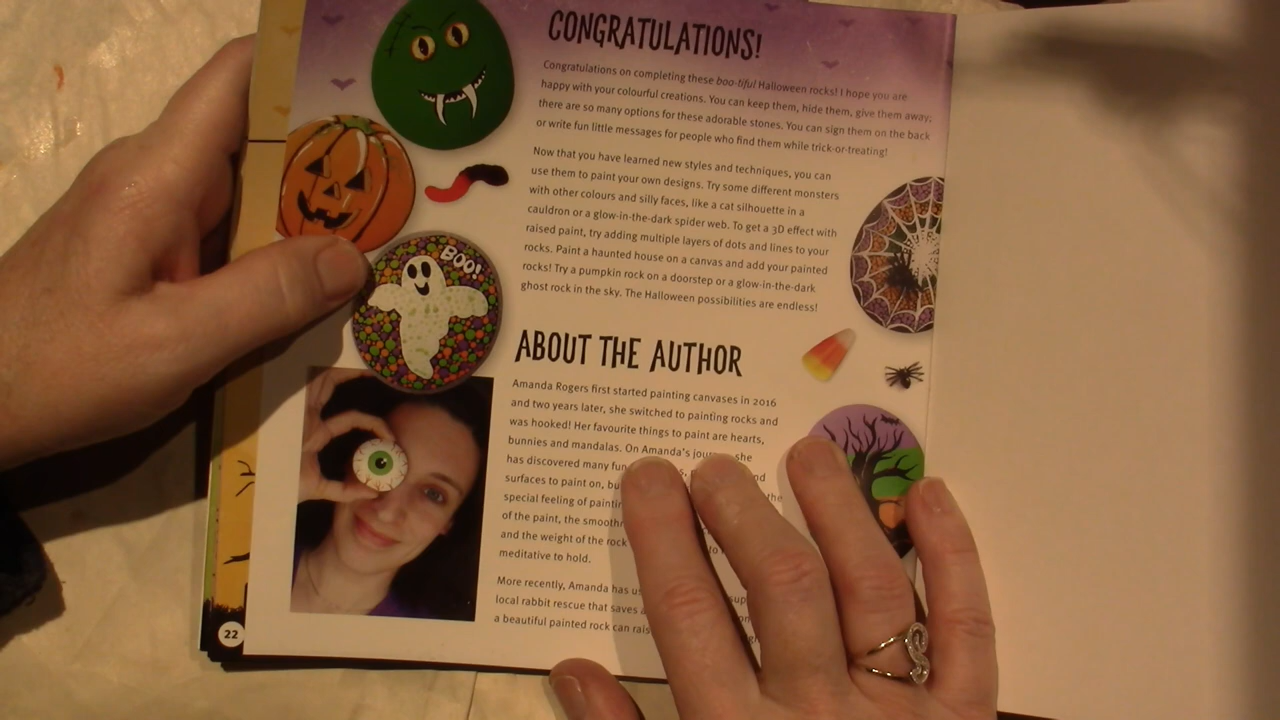 CONGRATULATIONS!
Congratulations on completing these boo-tiful Halloween rocks! I hope you are
happy with your colourful creations. You can keep them, hide them, give them away;
there are so many options for these adorable stones. You can sign them on the back
or write fun little messages for people who find them while trick-or-treating!
Now that you have learned new styles and techniques, you can
use them to paint your own designs. Try some different monsters
with other colours and silly faces, like a cat silhouette in a
cauldron or a glow-in-the-dark spider web. To get a 3D effect with
raised paint, try adding multiple layers of dots and lines to your
rocks. Paint a haunted house on a canvas and add your painted
rocks! Try a pumpkin rock on a doorstep or a glow-in-the-dark
ghost rock in the sky. The Halloween possibilities are endless!
BOO!
ABOUT THE AUTHOR
Amanda Rogers first started painting canvases in 2016
and two years later, she switched to painting rocks and
was hooked! Her favourite things to paint are hearts,
bunnies and mandalas. On Amanda's she
has discovered many
surfaces to paint on,
special feeling of the
of the paint, the
and the weight of the rock to
meditative to hold.
More recently, Amanda has
local rabbit rescue that saves
a beautiful painted rock can
22